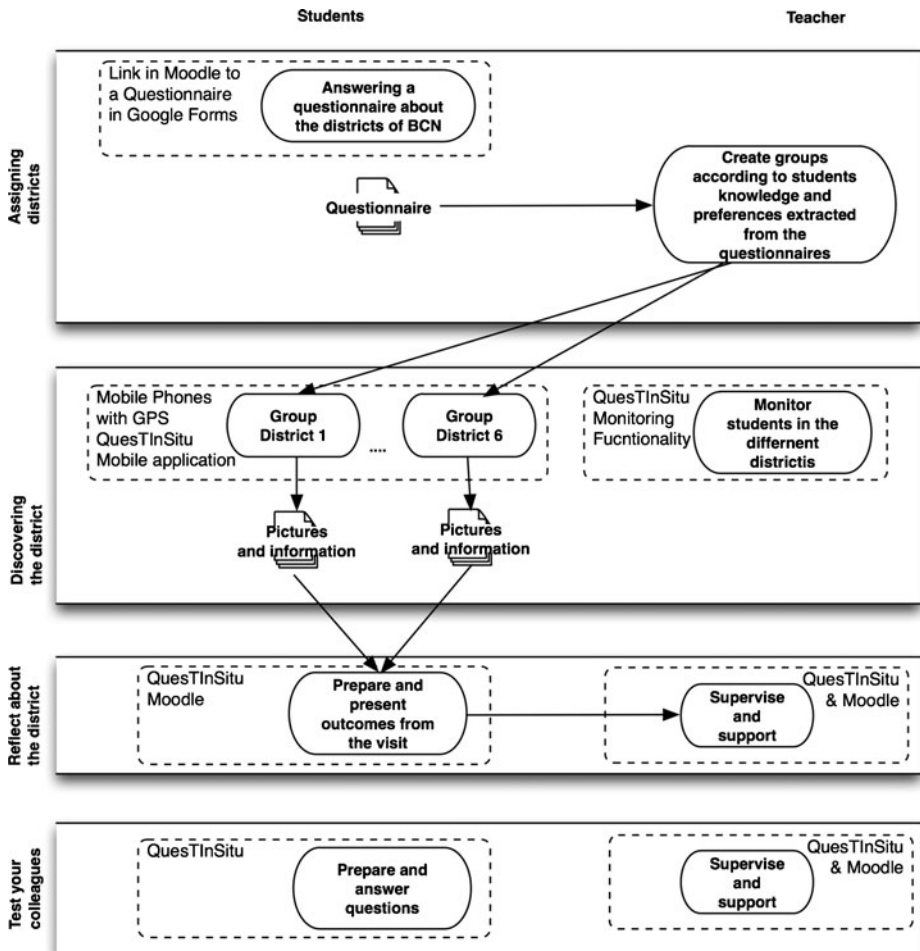 Students
Teacher
Assigning
districts
Link in Moodle to
a Questionnaire
in Google Forms
Answering a
questionnaire about
the districts of BCN
Questionnaire
Create groups
according to students
knowledge and
preferences extracted
from the
questionnaires
Discovering
the district
Mobile Phones
with GPS
QuesTInSitu
Mobile application
Group
District 1
....
Group
District 6
QuesTInSitu
Monitoring
Fucntionality
Monitor
students in the
differnent
districtis
Pictures
and information
Pictures
and information
Reflect about
the district
QuesTInSitu
Moodle
Prepare and
present
outcomes from
the visit
Supervise
and
support
QuesTInSitu
& Moodle
Test your
colleagues
QuesTInSitu
Prepare and
answer
questions
Supervise
and
support
QuesTInSitu
& Moodle